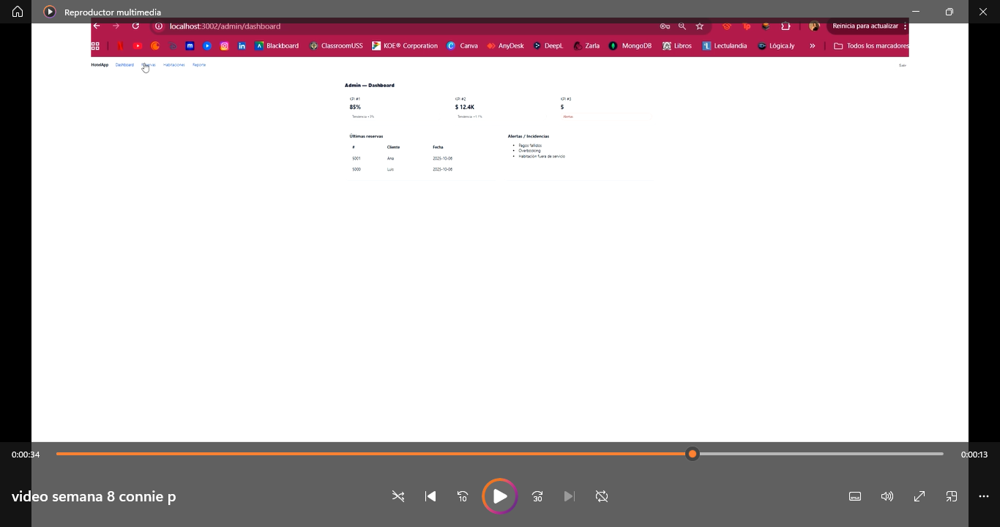 Reproductor multimedia
localhost:3002/admin/dashboard
Tp
Reinicia para actualizar
Blackboard ClassroomUSS KOE® Corporation Canva AnyDesk DeepL Zarla MongoDB Libros Lectulandia Lógica.ly » Todos los marcadores
HotelApp Dashboard Reservas Habitaciones Reporte Salir
Admin — Dashboard
KPI #1 KPI #2 KPI #3
85% $ 12.4K 5
Tendencia +3% Tendencia +1.1% Alertas
Últimas reservas Alertas / Incidencias
# Cliente Fecha
5001 Ana 2025-10-06
5000 Luis 2025-10-06
• Pagos fallidos
• Overbooking
• Habitación fuera de servicio
0:00:34 0:00:13
video semana 8 connie p
10 30